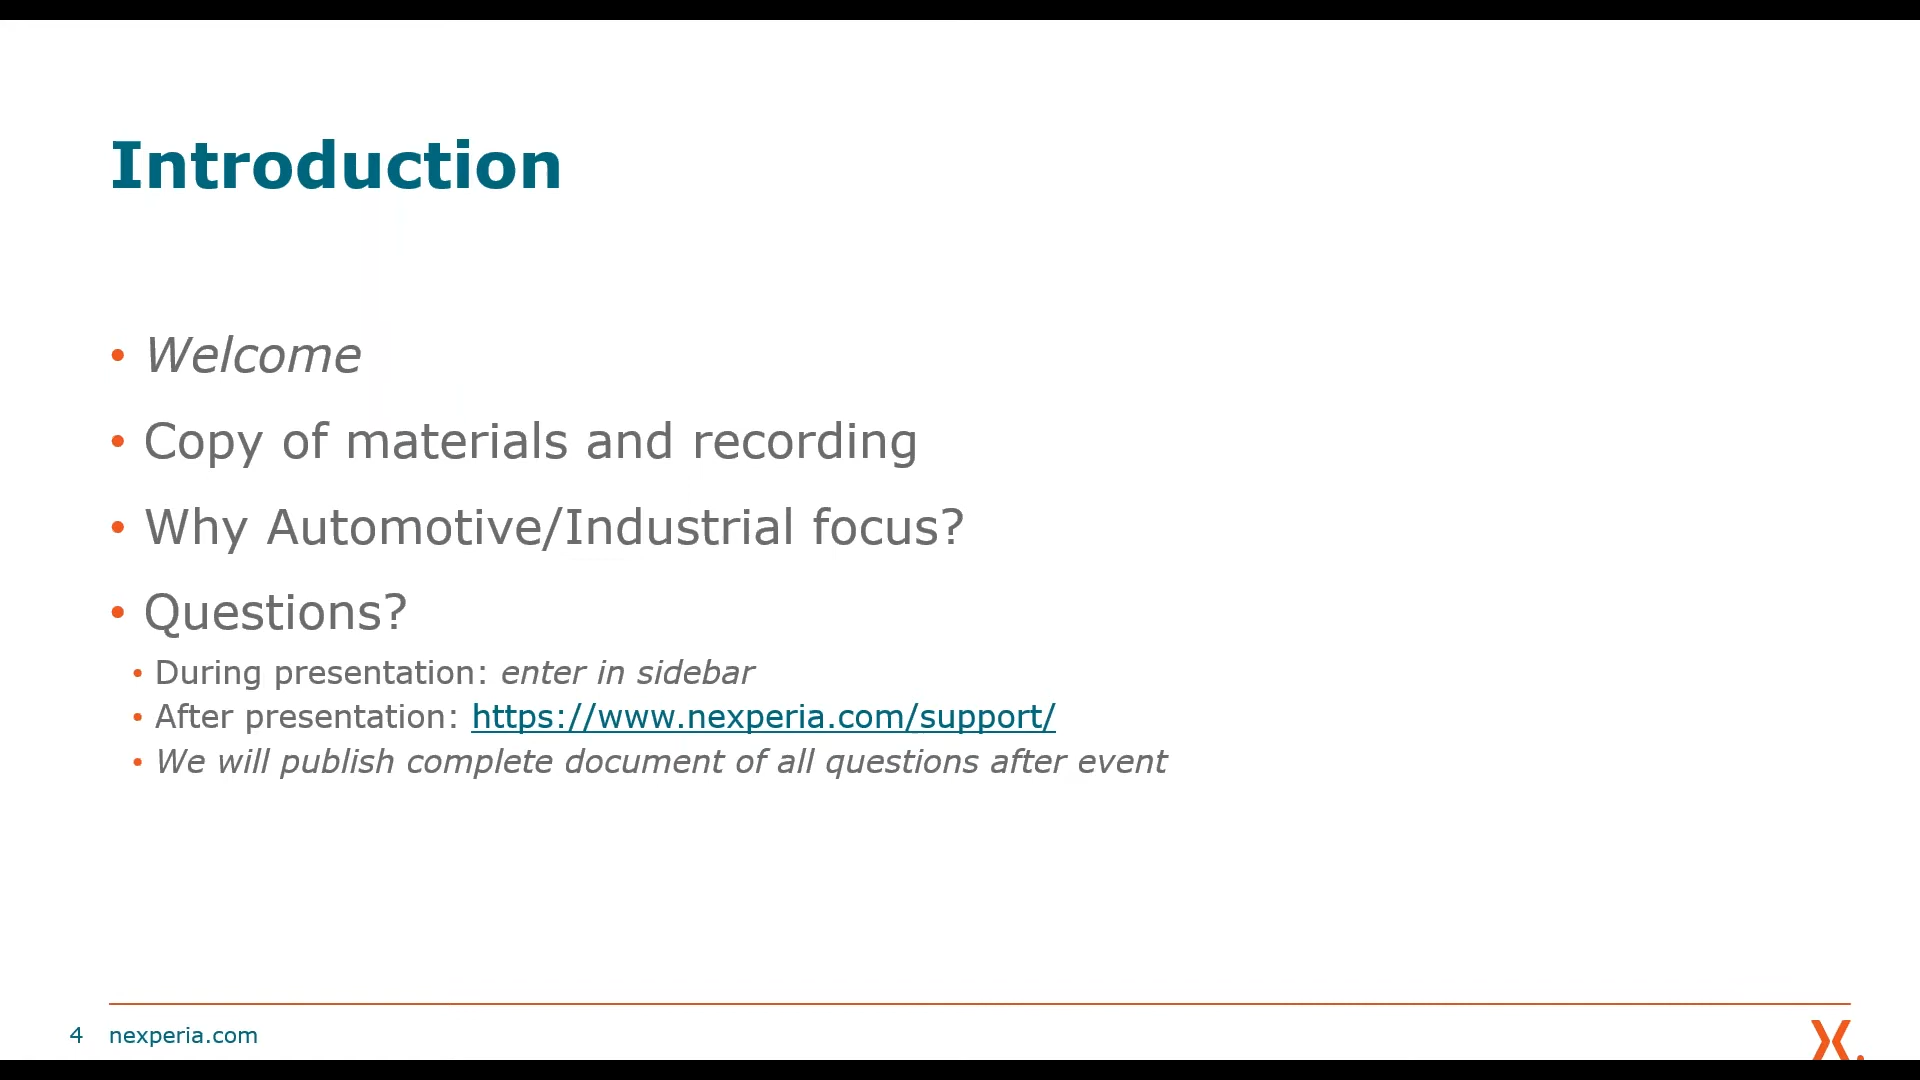 Introduction
• Welcome
• Copy of materials and recording
• Why Automotive/Industrial focus?
• Questions?
• During presentation: enter in sidebar
• After presentation: https://www.nexperia.com/support/
• We will publish complete document of all questions after event
4 nexperia.com